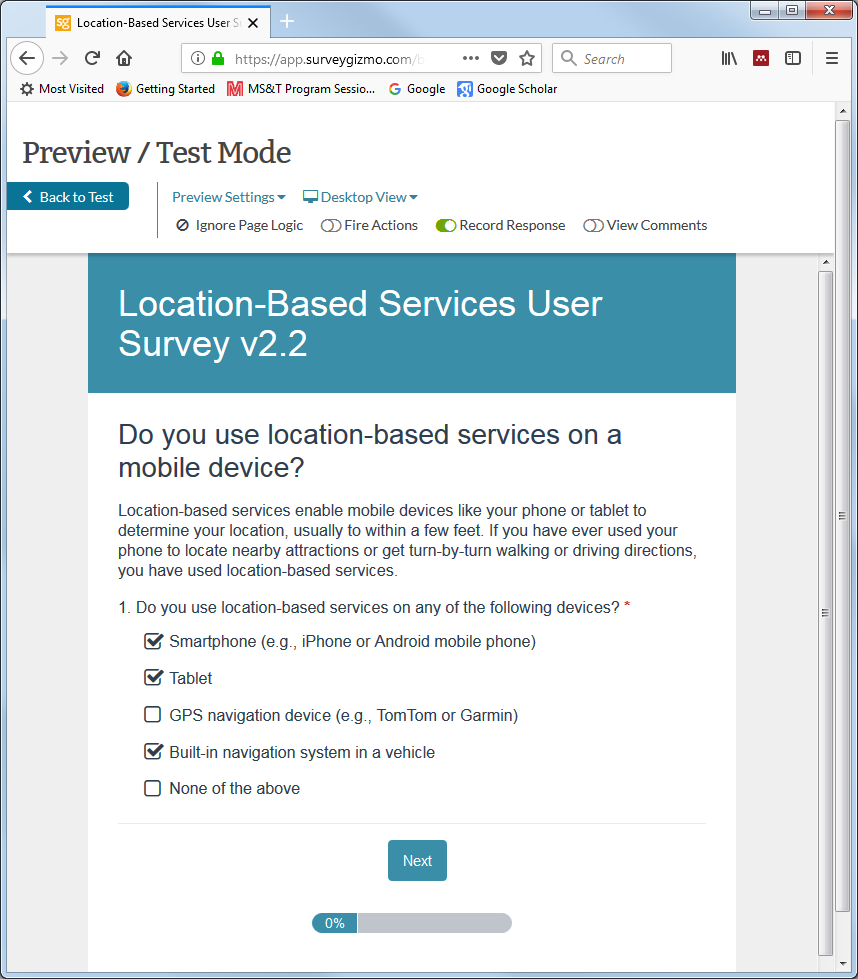 Location-Based Services User S
https://app.surveygizmo.com/
Search
Most Visited
Getting Started
MS&T Program Sessio...
Google
Google Scholar
Preview / Test Mode
Back to Test
Preview Settings
Desktop View
Ignore Page Logic
Fire Actions
Record Response
View Comments
Location-Based Services User
Survey v2.2
Do you use location-based services on a
mobile device?
Location-based services enable mobile devices like your phone or tablet to
determine your location, usually to within a few feet. If you have ever used your
phone to locate nearby attractions or get turn-by-turn walking or driving directions,
you have used location-based services.
1. Do you use location-based services on any of the following devices? *
Smartphone (e.g., iPhone or Android mobile phone)
Tablet
GPS navigation device (e.g., TomTom or Garmin)
Built-in navigation system in a vehicle
None of the above
Next
0%